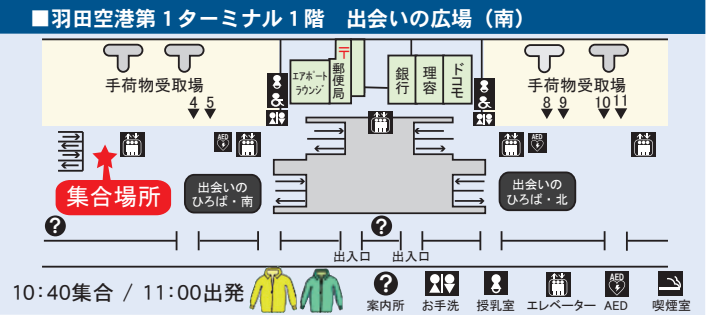 ■羽田空港第1ターミナル1階 出会いの広場（南）
手荷物受取場
4 5
エアポート
ラウンジ
〒
郵便局
銀行
理容
ドコモ
手荷物受取場
8 9 10 11
AED
AED
集合場所
出会いの
ひろば・南
出会いの
ひろば・北
?
?
出入口 出入口
10:40集合 / 11:00出発
?
AED
案内所 お手洗 授乳室 エレベーター AED 喫煙室